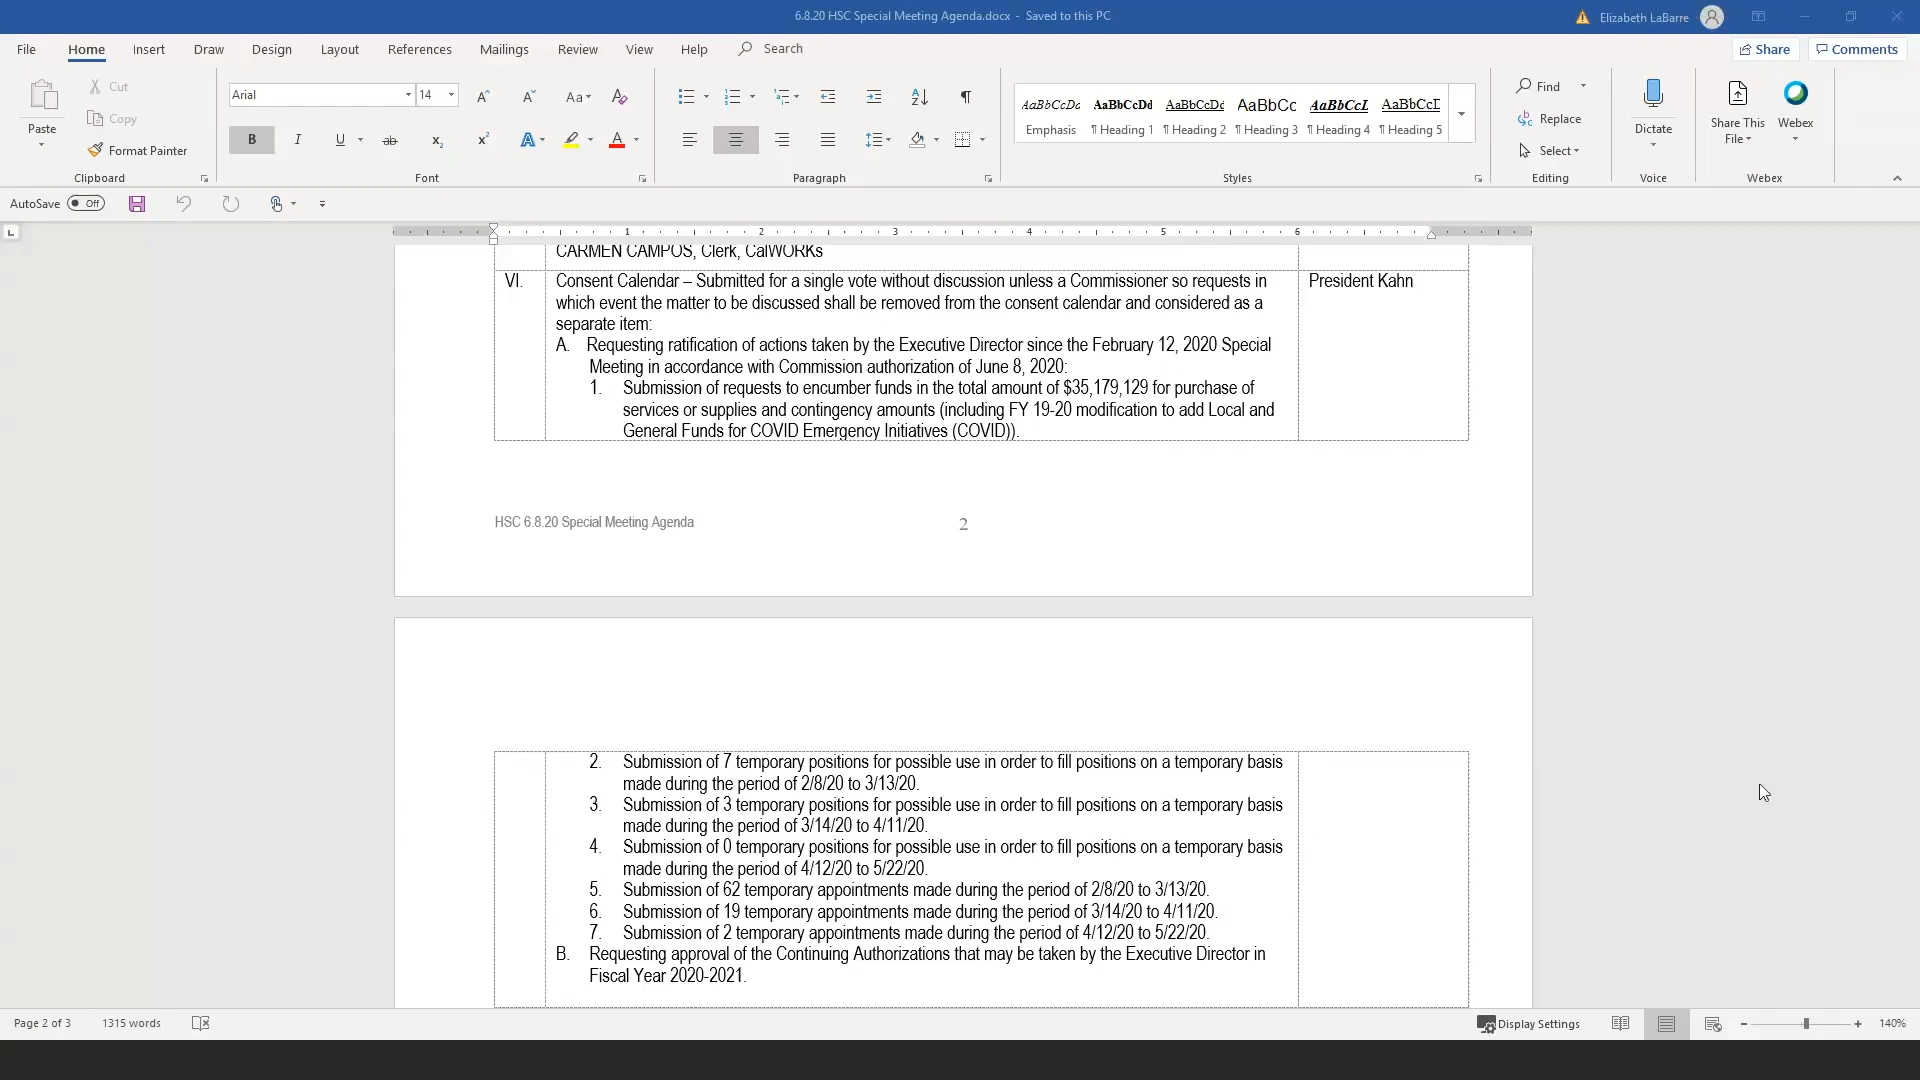 6.8.20 HSC Special Meeting Agenda.docx - Saved to this PC
Elizabeth LaBarre
File Home Insert Draw Design Layout References Mailings Review View Help Search
Share Comments
Paste
Cut
Copy
Format Painter
Clipboard
Arial 14
Font
Paragraph
AaBbCcDc AaBbCcDd AaBbCcDd AaBbCc AaBbCcL AaBbCcI
Emphasis ¶ Heading 1 ¶ Heading 2 ¶ Heading 3 ¶ Heading 4 ¶ Heading 5
Styles
Find
Replace
Select
Editing
Dictate
Voice
Share This File
Webex
Webex
AutoSave Off
1 2 3 4 5 6
CARMEN CAMPOS, Clerk, CalWORKs
VI. Consent Calendar – Submitted for a single vote without discussion unless a Commissioner so requests in President Kahn
which event the matter to be discussed shall be removed from the consent calendar and considered as a
separate item:
A. Requesting ratification of actions taken by the Executive Director since the February 12, 2020 Special
Meeting in accordance with Commission authorization of June 8, 2020:
1. Submission of requests to encumber funds in the total amount of $35,179,129 for purchase of
services or supplies and contingency amounts (including FY 19-20 modification to add Local and
General Funds for COVID Emergency Initiatives (COVID)).
HSC 6.8.20 Special Meeting Agenda 2
2. Submission of 7 temporary positions for possible use in order to fill positions on a temporary basis
made during the period of 2/8/20 to 3/13/20.
3. Submission of 3 temporary positions for possible use in order to fill positions on a temporary basis
made during the period of 3/14/20 to 4/11/20.
4. Submission of 0 temporary positions for possible use in order to fill positions on a temporary basis
made during the period of 4/12/20 to 5/22/20.
5. Submission of 62 temporary appointments made during the period of 2/8/20 to 3/13/20.
6. Submission of 19 temporary appointments made during the period of 3/14/20 to 4/11/20.
7. Submission of 2 temporary appointments made during the period of 4/12/20 to 5/22/20.
B. Requesting approval of the Continuing Authorizations that may be taken by the Executive Director in
Fiscal Year 2020-2021.
Page 2 of 3 1315 words Display Settings 140%